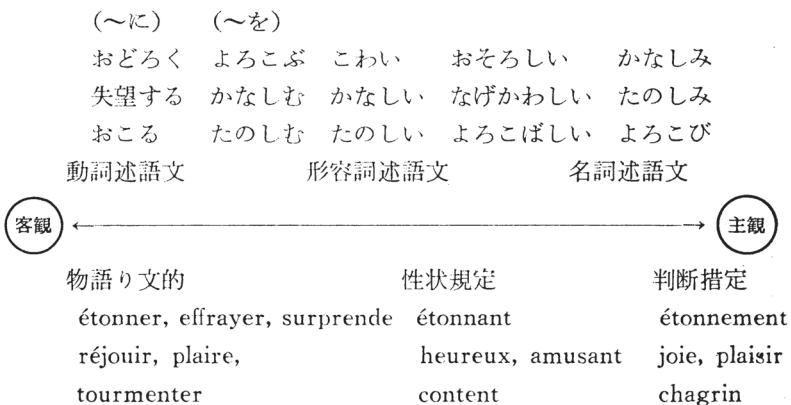 （〜に） （〜を）
おどろく よろこぶ こわい おそろしい かなしみ
失望する かなしむ かなしい なげかわしい たのしみ
おこる たのしむ たのしい よろこばしい よろこび
動詞述語文 形容詞述語文 名詞述語文
客観 ←→ 主観
物語り文的 性状規定 判断措定
étonner, effrayer, surprende étonnant étonnement
réjouir, plaire, heureux, amusant joie, plaisir
tourmenter content chagrin